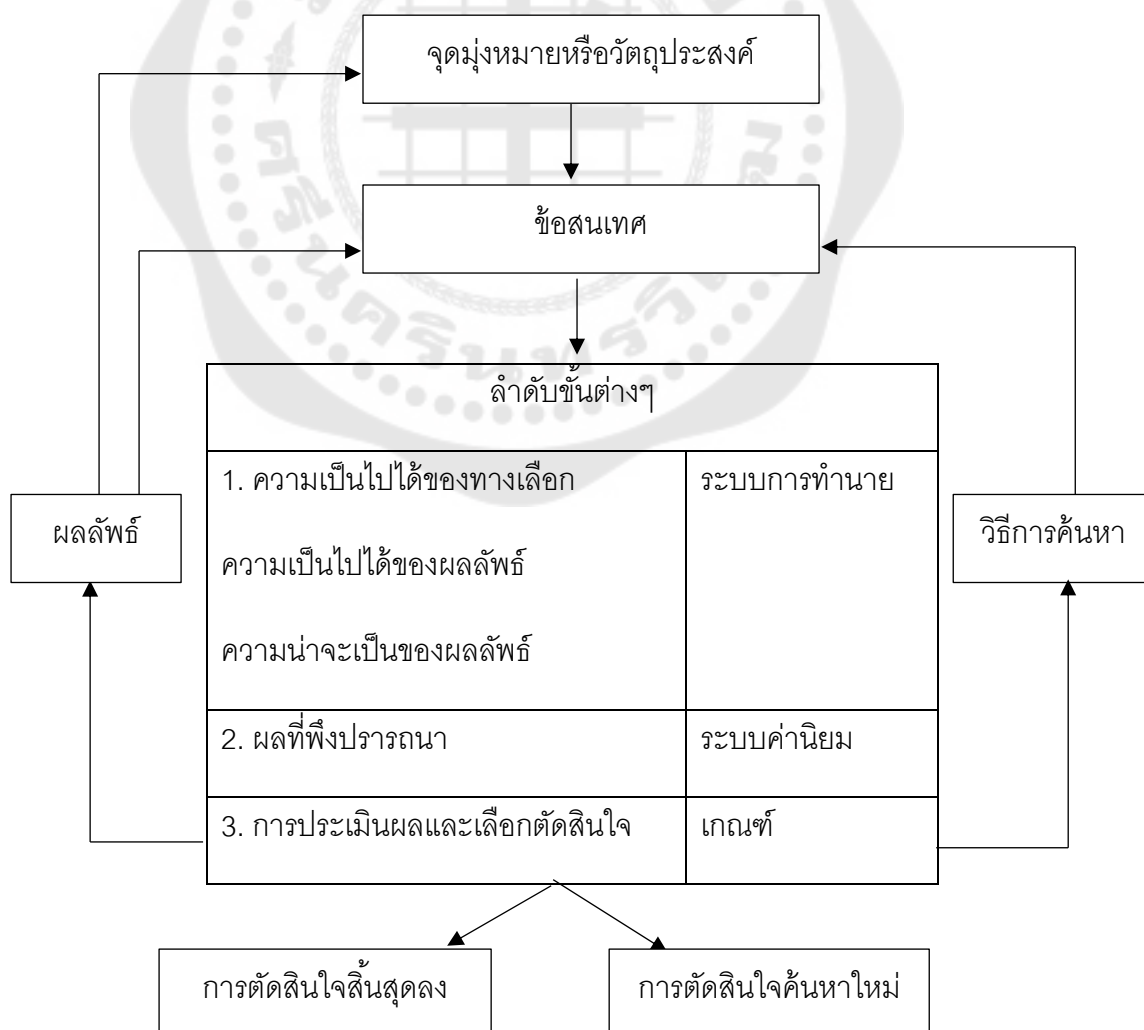 จุดมุ่งหมายหรือวัตถุประสงค์
ข้อสนเทศ
ลำดับขั้นต่างๆ
1. ความเป็นไปได้ของทางเลือก
ระบบการทำนาย
ความเป็นไปได้ของผลลัพธ์
ความน่าจะเป็นของผลลัพธ์
2. ผลที่พึงปรารถนา
ระบบค่านิยม
3. การประเมินผลและเลือกตัดสินใจ
เกณฑ์
ผลลัพธ์
วิธีการค้นหา
การตัดสินใจสิ้นสุดลง
การตัดสินใจค้นหาใหม่